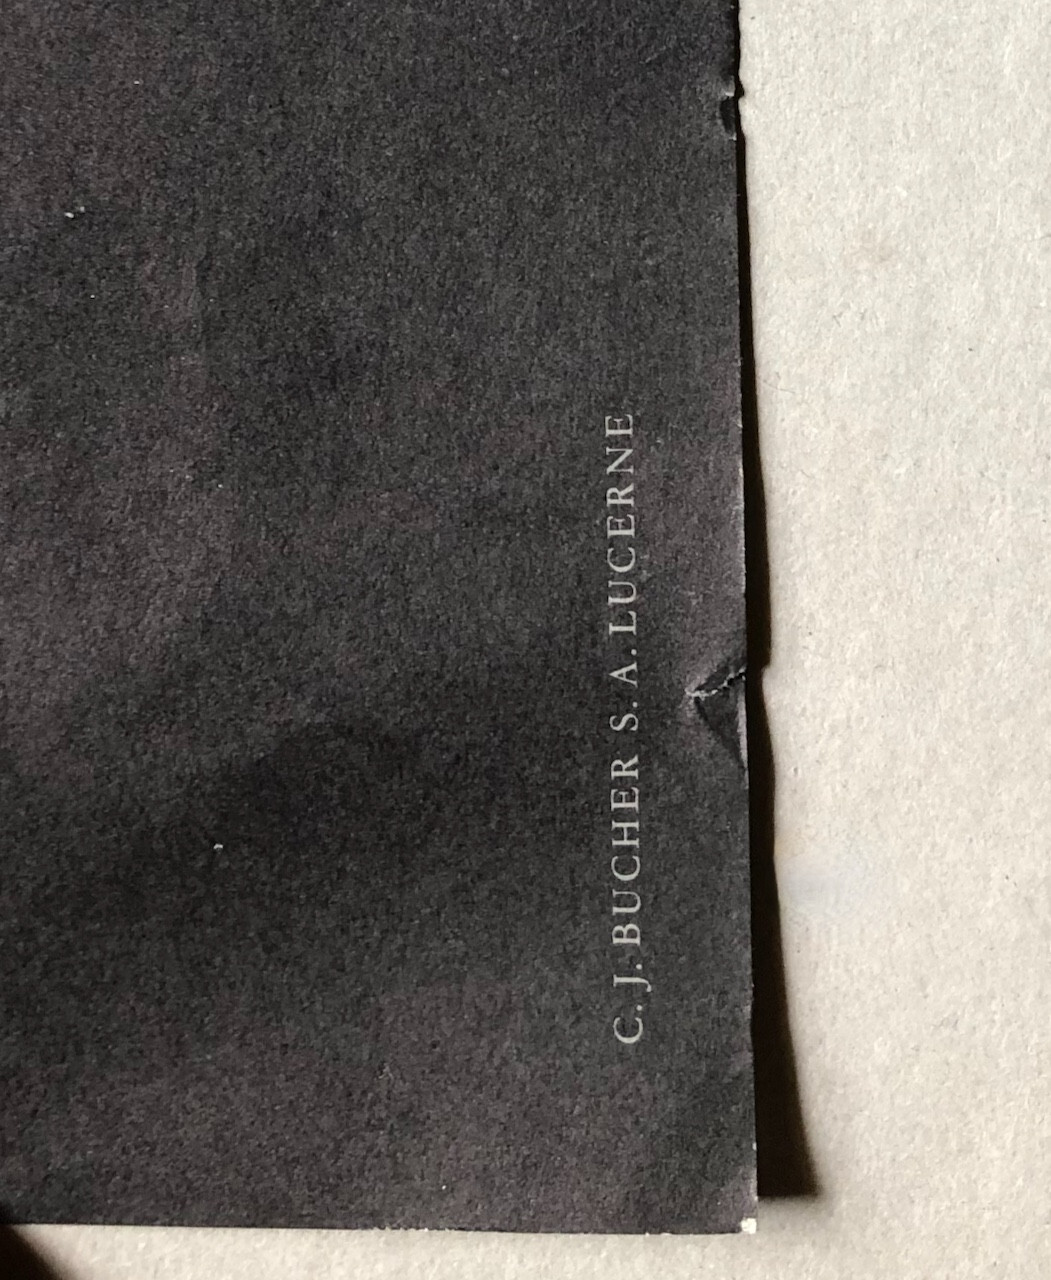 C. J. BUCHER S. A. LUCERNE